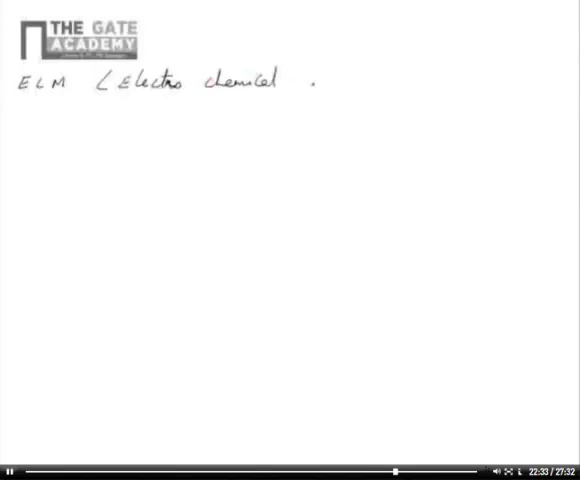 THE GATE
ACADEMY
ECM (Electro chemical .
22:33 / 27:32